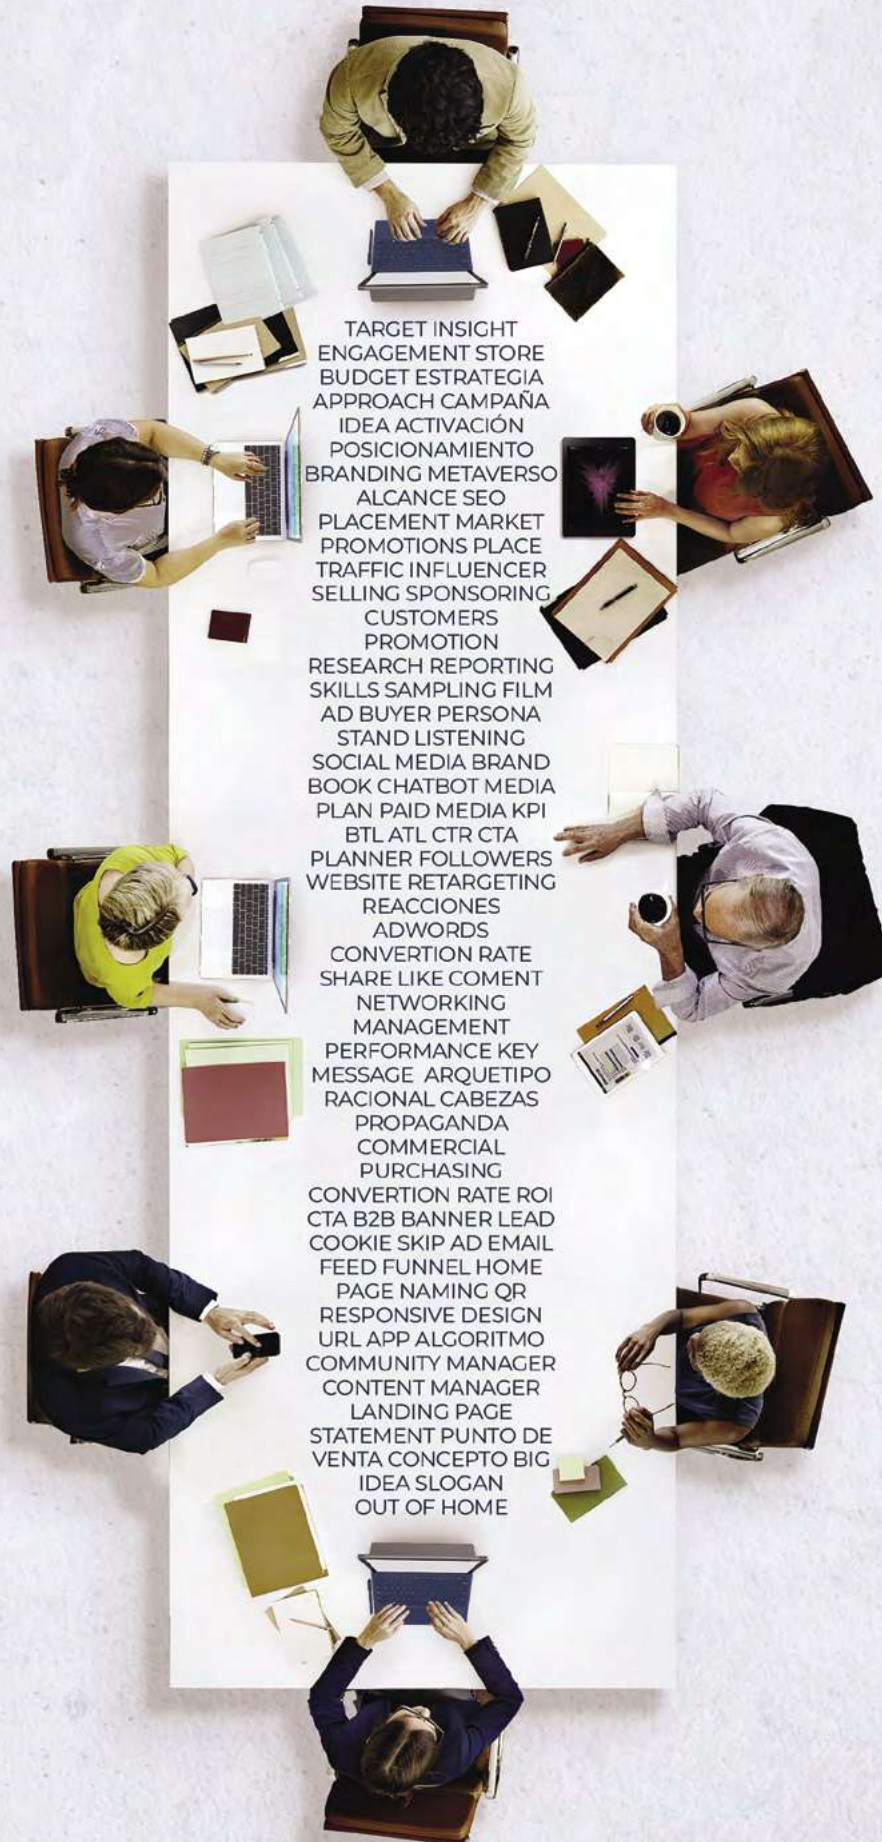 TARGET INSIGHT
ENGAGEMENT STORE
BUDGET ESTRATEGIA
APPROACH CAMPAÑA
IDEA ACTIVACIÓN
POSICIONAMIENTO
BRANDING METAVERSO
ALCANCE SEO
PLACEMENT MARKET
PROMOTIONS PLACE
TRAFFIC INFLUENCER
SELLING SPONSORING
CUSTOMERS
PROMOTION
RESEARCH REPORTING
SKILLS SAMPLING FILM
AD BUYER PERSONA
STAND LISTENING
SOCIAL MEDIA BRAND
BOOK CHATBOT MEDIA
PLAN PAID MEDIA KPI
BTL ATL CTR CTA
PLANNER FOLLOWERS
WEBSITE RETARGETING
REACCIONES
ADWORDS
CONVERTION RATE
SHARE LIKE COMENT
NETWORKING
MANAGEMENT
PERFORMANCE KEY
MESSAGE ARQUETIPO
RACIONAL CABEZAS
PROPAGANDA
COMMERCIAL
PURCHASING
CONVERTION RATE ROI
CTA B2B BANNER LEAD
COOKIE SKIP AD EMAIL
FEED FUNNEL HOME
PAGE NAMING QR
RESPONSIVE DESIGN
URL APP ALGORITMO
COMMUNITY MANAGER
CONTENT MANAGER
LANDING PAGE
STATEMENT PUNTO DE
VENTA CONCEPTO BIG
IDEA SLOGAN
OUT OF HOME